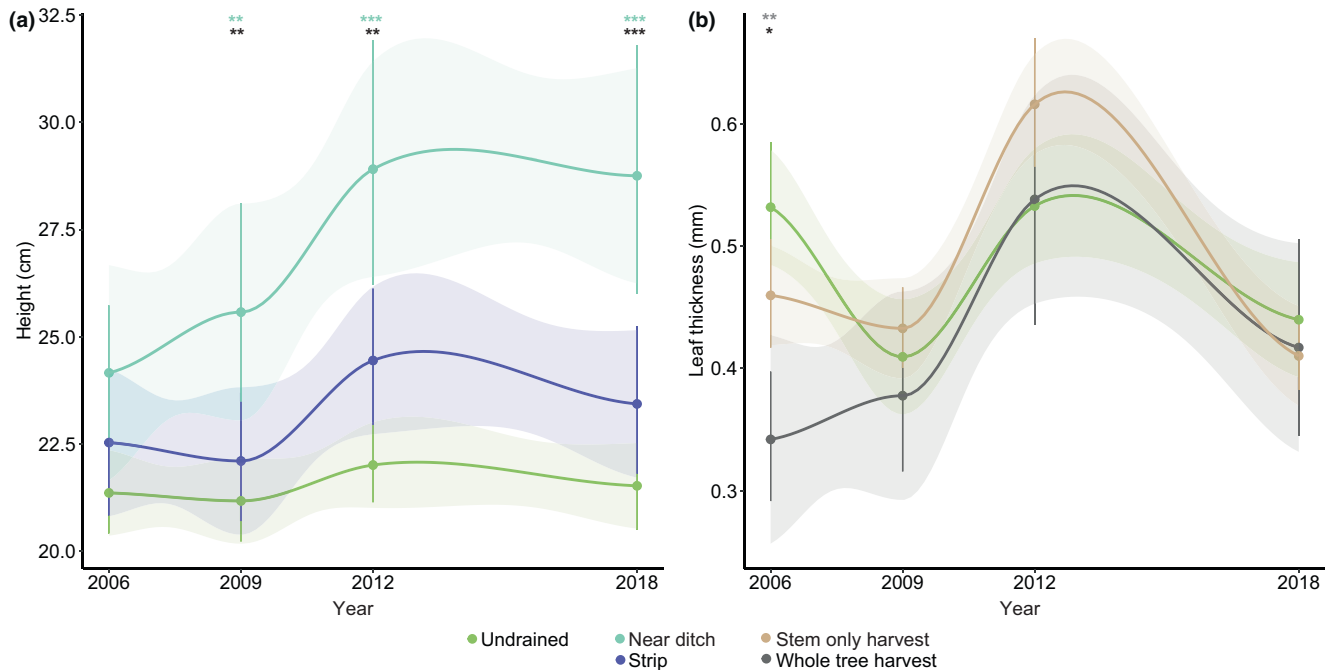 (a)
Height (cm)
32.5
30.0
27.5
25.0
22.5
20.0
** *** ***
** ** ***
2006 2009 2012 2018
Year
(b)
Leaf thickness (mm)
0.6
0.5
0.4
0.3
**
*
2006 2009 2012 2018
Year
Undrained Near ditch Stem only harvest
Strip Whole tree harvest